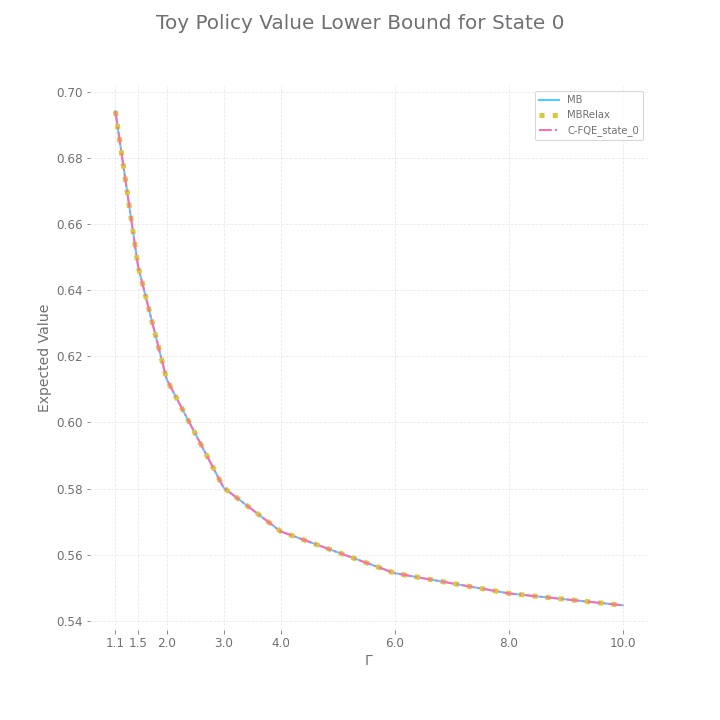 Toy Policy Value Lower Bound for State 0
MB
MBRelax
C-FQE_state_0
Expected Value
0.70
0.68
0.66
0.64
0.62
0.60
0.58
0.56
0.54
1.1 1.5 2.0 3.0 4.0 6.0 8.0 10.0
Γ